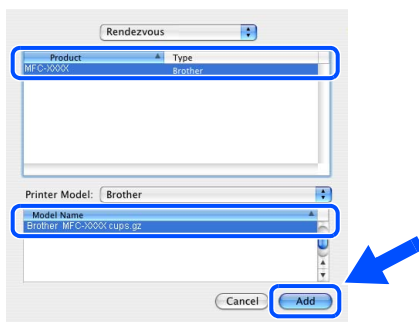 Rendezvous
Product Type
MFC-XXXX Brother
Printer Model: Brother
Model Name
Brother MFC-XXXX cups.gz
Cancel Add